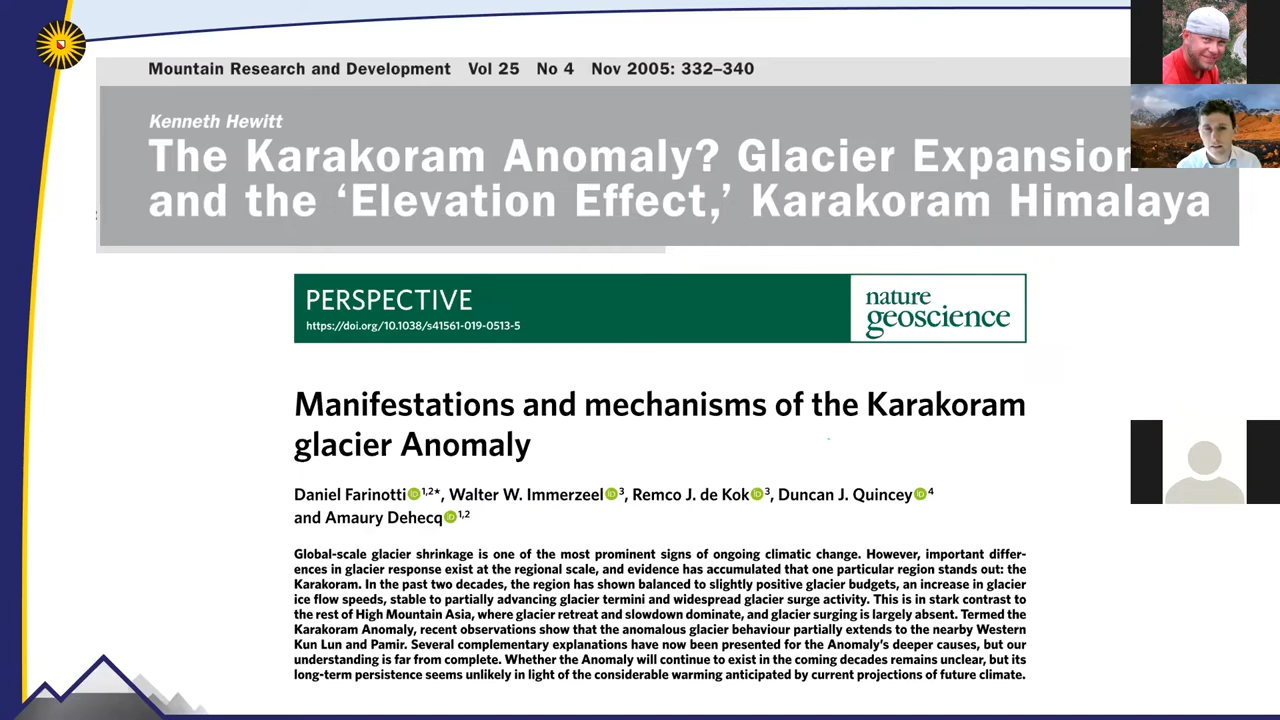 Mountain Research and Development Vol 25 No 4 Nov 2005: 332–340
Kenneth Hewitt
The Karakoram Anomaly? Glacier Expansion
and the ‘Elevation Effect,’ Karakoram Himalaya
PERSPECTIVE
https://doi.org/10.1038/s41561-019-0513-5
nature
geoscience
Manifestations and mechanisms of the Karakoram
glacier Anomaly
Daniel Farinotti 1,2*, Walter W. Immerzeel 3, Remco J. de Kok 3, Duncan J. Quincey 4
and Amaury Dehecq 1,2
Global-scale glacier shrinkage is one of the most prominent signs of ongoing climatic change. However, important differ-
ences in glacier response exist at the regional scale, and evidence has accumulated that one particular region stands out: the
Karakoram. In the past two decades, the region has shown balanced to slightly positive glacier budgets, an increase in glacier
ice flow speeds, stable to partially advancing glacier termini and widespread glacier surge activity. This is in stark contrast to
the rest of High Mountain Asia, where glacier retreat and slowdown dominate, and glacier surging is largely absent. Termed the
Karakoram Anomaly, recent observations show that the anomalous glacier behaviour partially extends to the nearby Western
Kun Lun and Pamir. Several complementary explanations have now been presented for the Anomaly's deeper causes, but our
understanding is far from complete. Whether the Anomaly will continue to exist in the coming decades remains unclear, but its
long-term persistence seems unlikely in light of the considerable warming anticipated by current projections of future climate.